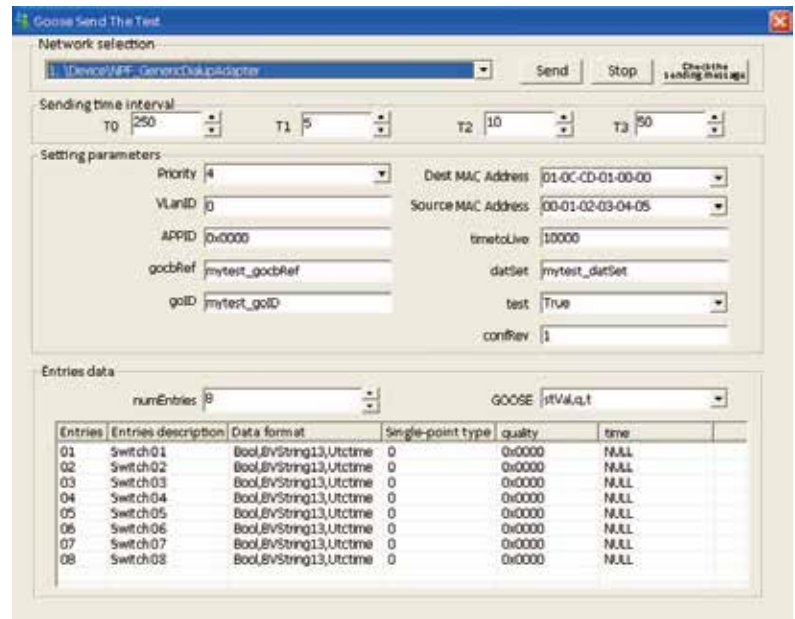 Goose Send The Test
Network selection
1. \Device\NPF_GenericDialupAdapter
Send
Stop
Check the
sending message
Sending time interval
T0 250
T1 5
T2 10
T3 50
Setting parameters
Priority 4
Dest MAC Address 01-0C-CD-01-00-00
VLanID 0
Source MAC Address 00-01-02-03-04-05
APPID 0x0000
timetoLive 10000
gocbRef mytest_gocbRef
datSet mytest_datSet
goID mytest_goID
test True
confRev 1
Entries data
numEntries 8
GOOSE stVal,q,t
Entries Entries description Data format Single-point type quality time
01 Switch01 Bool,BVString13,Utctime 0 0x0000 NULL
02 Switch02 Bool,BVString13,Utctime 0 0x0000 NULL
03 Switch03 Bool,BVString13,Utctime 0 0x0000 NULL
04 Switch04 Bool,BVString13,Utctime 0 0x0000 NULL
05 Switch05 Bool,BVString13,Utctime 0 0x0000 NULL
06 Switch06 Bool,BVString13,Utctime 0 0x0000 NULL
07 Switch07 Bool,BVString13,Utctime 0 0x0000 NULL
08 Switch08 Bool,BVString13,Utctime 0 0x0000 NULL